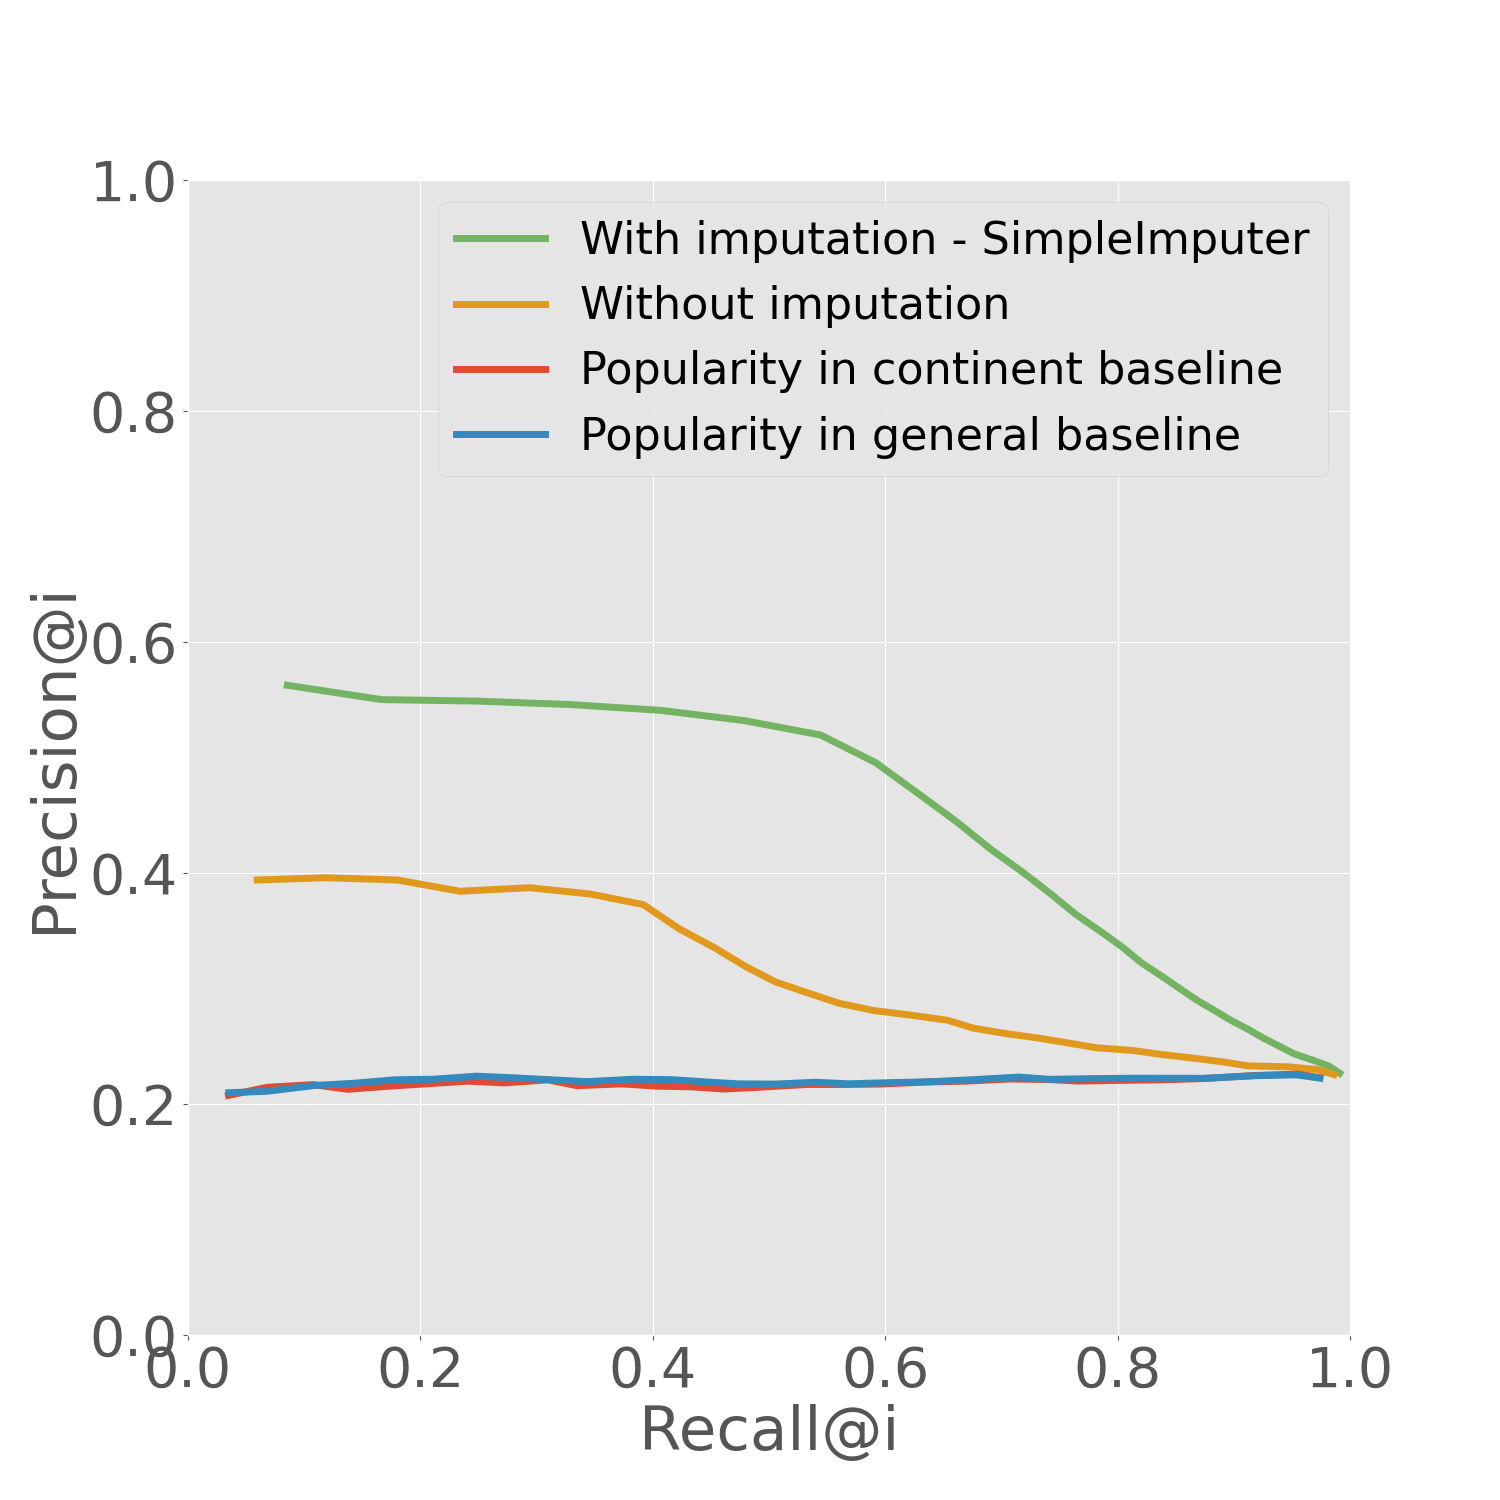 With imputation - SimpleImputer
Without imputation
Popularity in continent baseline
Popularity in general baseline
Precision@i
1.0
0.8
0.6
0.4
0.2
0.0
0.0 0.2 0.4 0.6 0.8 1.0
Recall@i